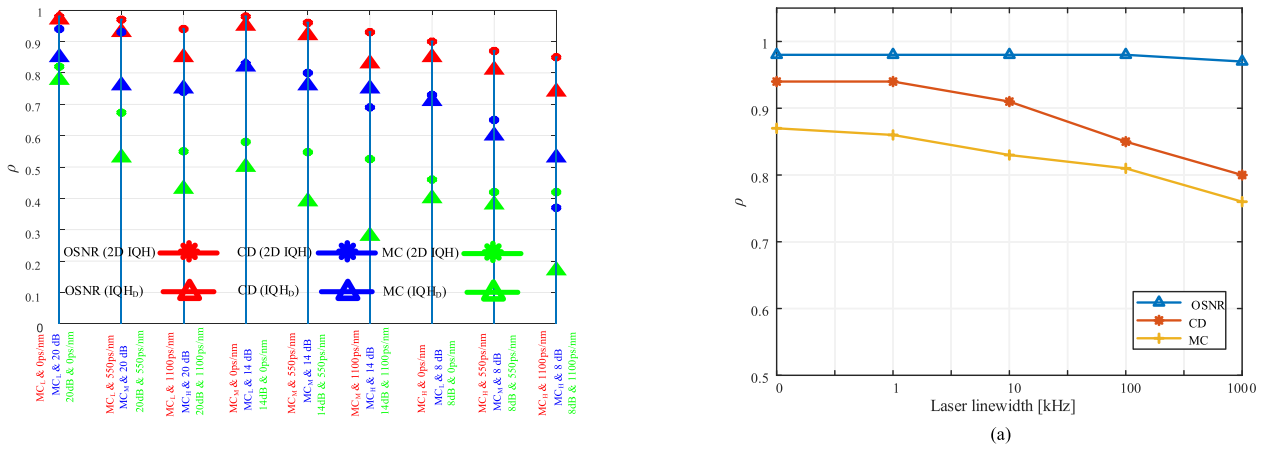 1
0.9
0.8
0.7
0.6
0.5
0.4
0.3
0.2
0.1
0
ρ
OSNR (2D IQH)
CD (2D IQH)
MC (2D IQH)
OSNR (IQH_D)
CD (IQH_D)
MC (IQH_D)
MC_L & 0ps/nm
MC_L & 20 dB
20dB & 0ps/nm
MC_L & 550ps/nm
MC_M & 20 dB
20dB & 550ps/nm
MC_L & 1100ps/nm
MC_H & 20 dB
20dB & 1100ps/nm
MC_M & 0ps/nm
MC_L & 14 dB
14dB & 0ps/nm
MC_M & 550ps/nm
MC_M & 14 dB
14dB & 550ps/nm
MC_M & 1100ps/nm
MC_H & 14 dB
14dB & 1100ps/nm
MC_H & 0ps/nm
MC_L & 8 dB
8dB & 0ps/nm
MC_H & 550ps/nm
MC_M & 8 dB
8dB & 550ps/nm
MC_H & 1100ps/nm
MC_H & 8 dB
8dB & 1100ps/nm
1
0.9
0.8
0.7
0.6
0.5
ρ
OSNR
CD
MC
0 1 10 100 1000
Laser linewidth [kHz]
(a)